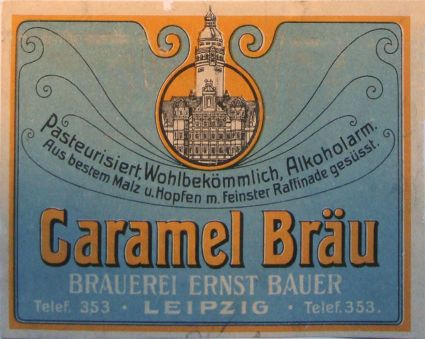 Pasteurisiert, Wohlbekömmlich, Alkoholarm.
Aus bestem Malz u. Hopfen m. feinster Raffinade gesüsst.
Caramel Bräu
BRAUEREI ERNST BAUER
Telef. 353 · LEIPZIG · Telef. 353.